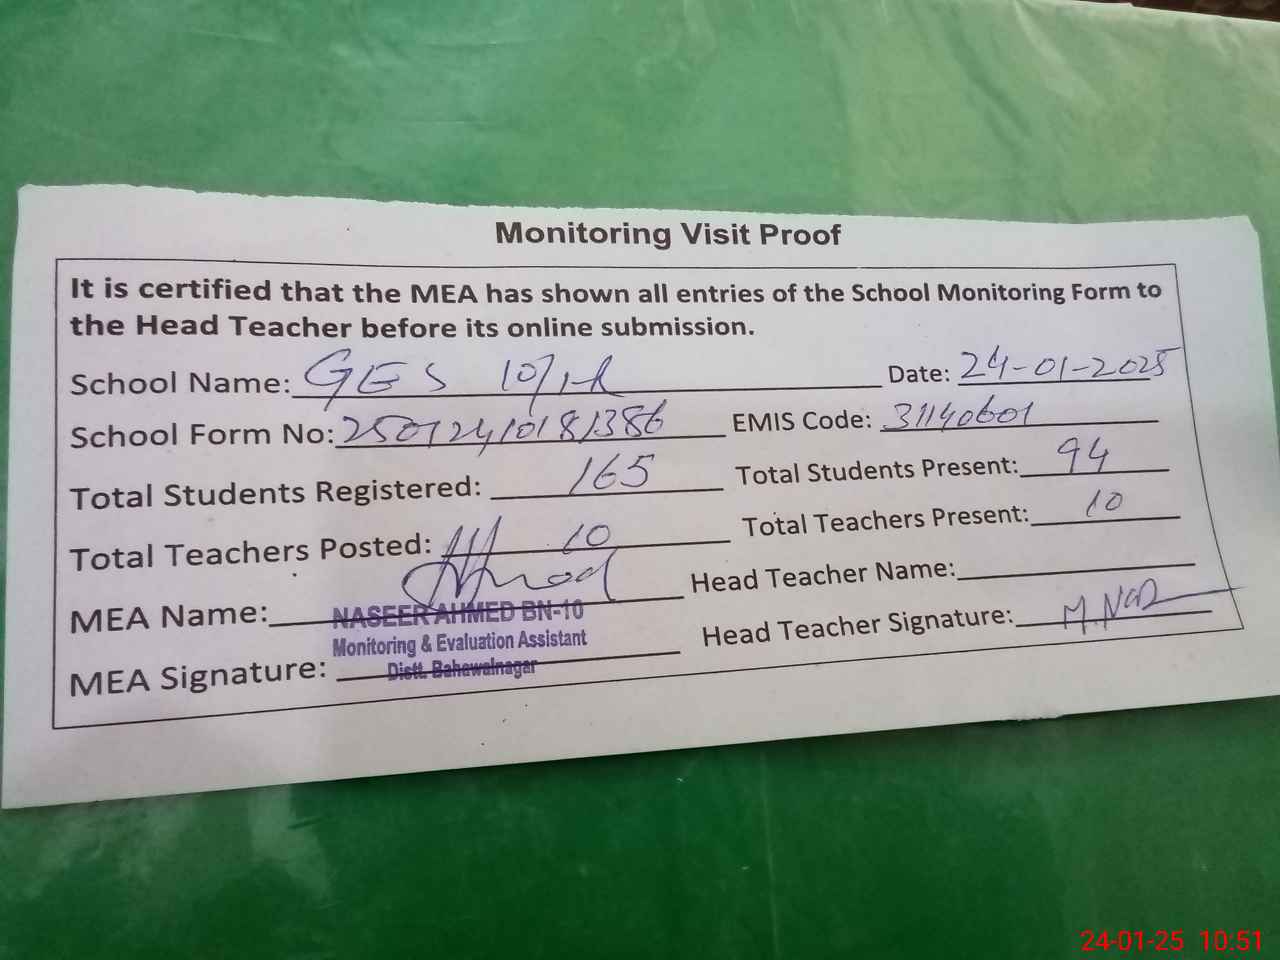 Monitoring Visit Proof
It is certified that the MEA has shown all entries of the School Monitoring Form to
the Head Teacher before its online submission.
School Name: GES 10/1-R Date: 24-01-2025
School Form No: 25012410181386 EMIS Code: 31140601
Total Students Registered: 165 Total Students Present: 94
Total Teachers Posted: 10 Total Teachers Present: 10
MEA Name: Head Teacher Name:
NASEER AHMED BN-10
Monitoring & Evaluation Assistant
Distt. Bahawalnagar
MEA Signature: Head Teacher Signature:
24-01-25 10:51